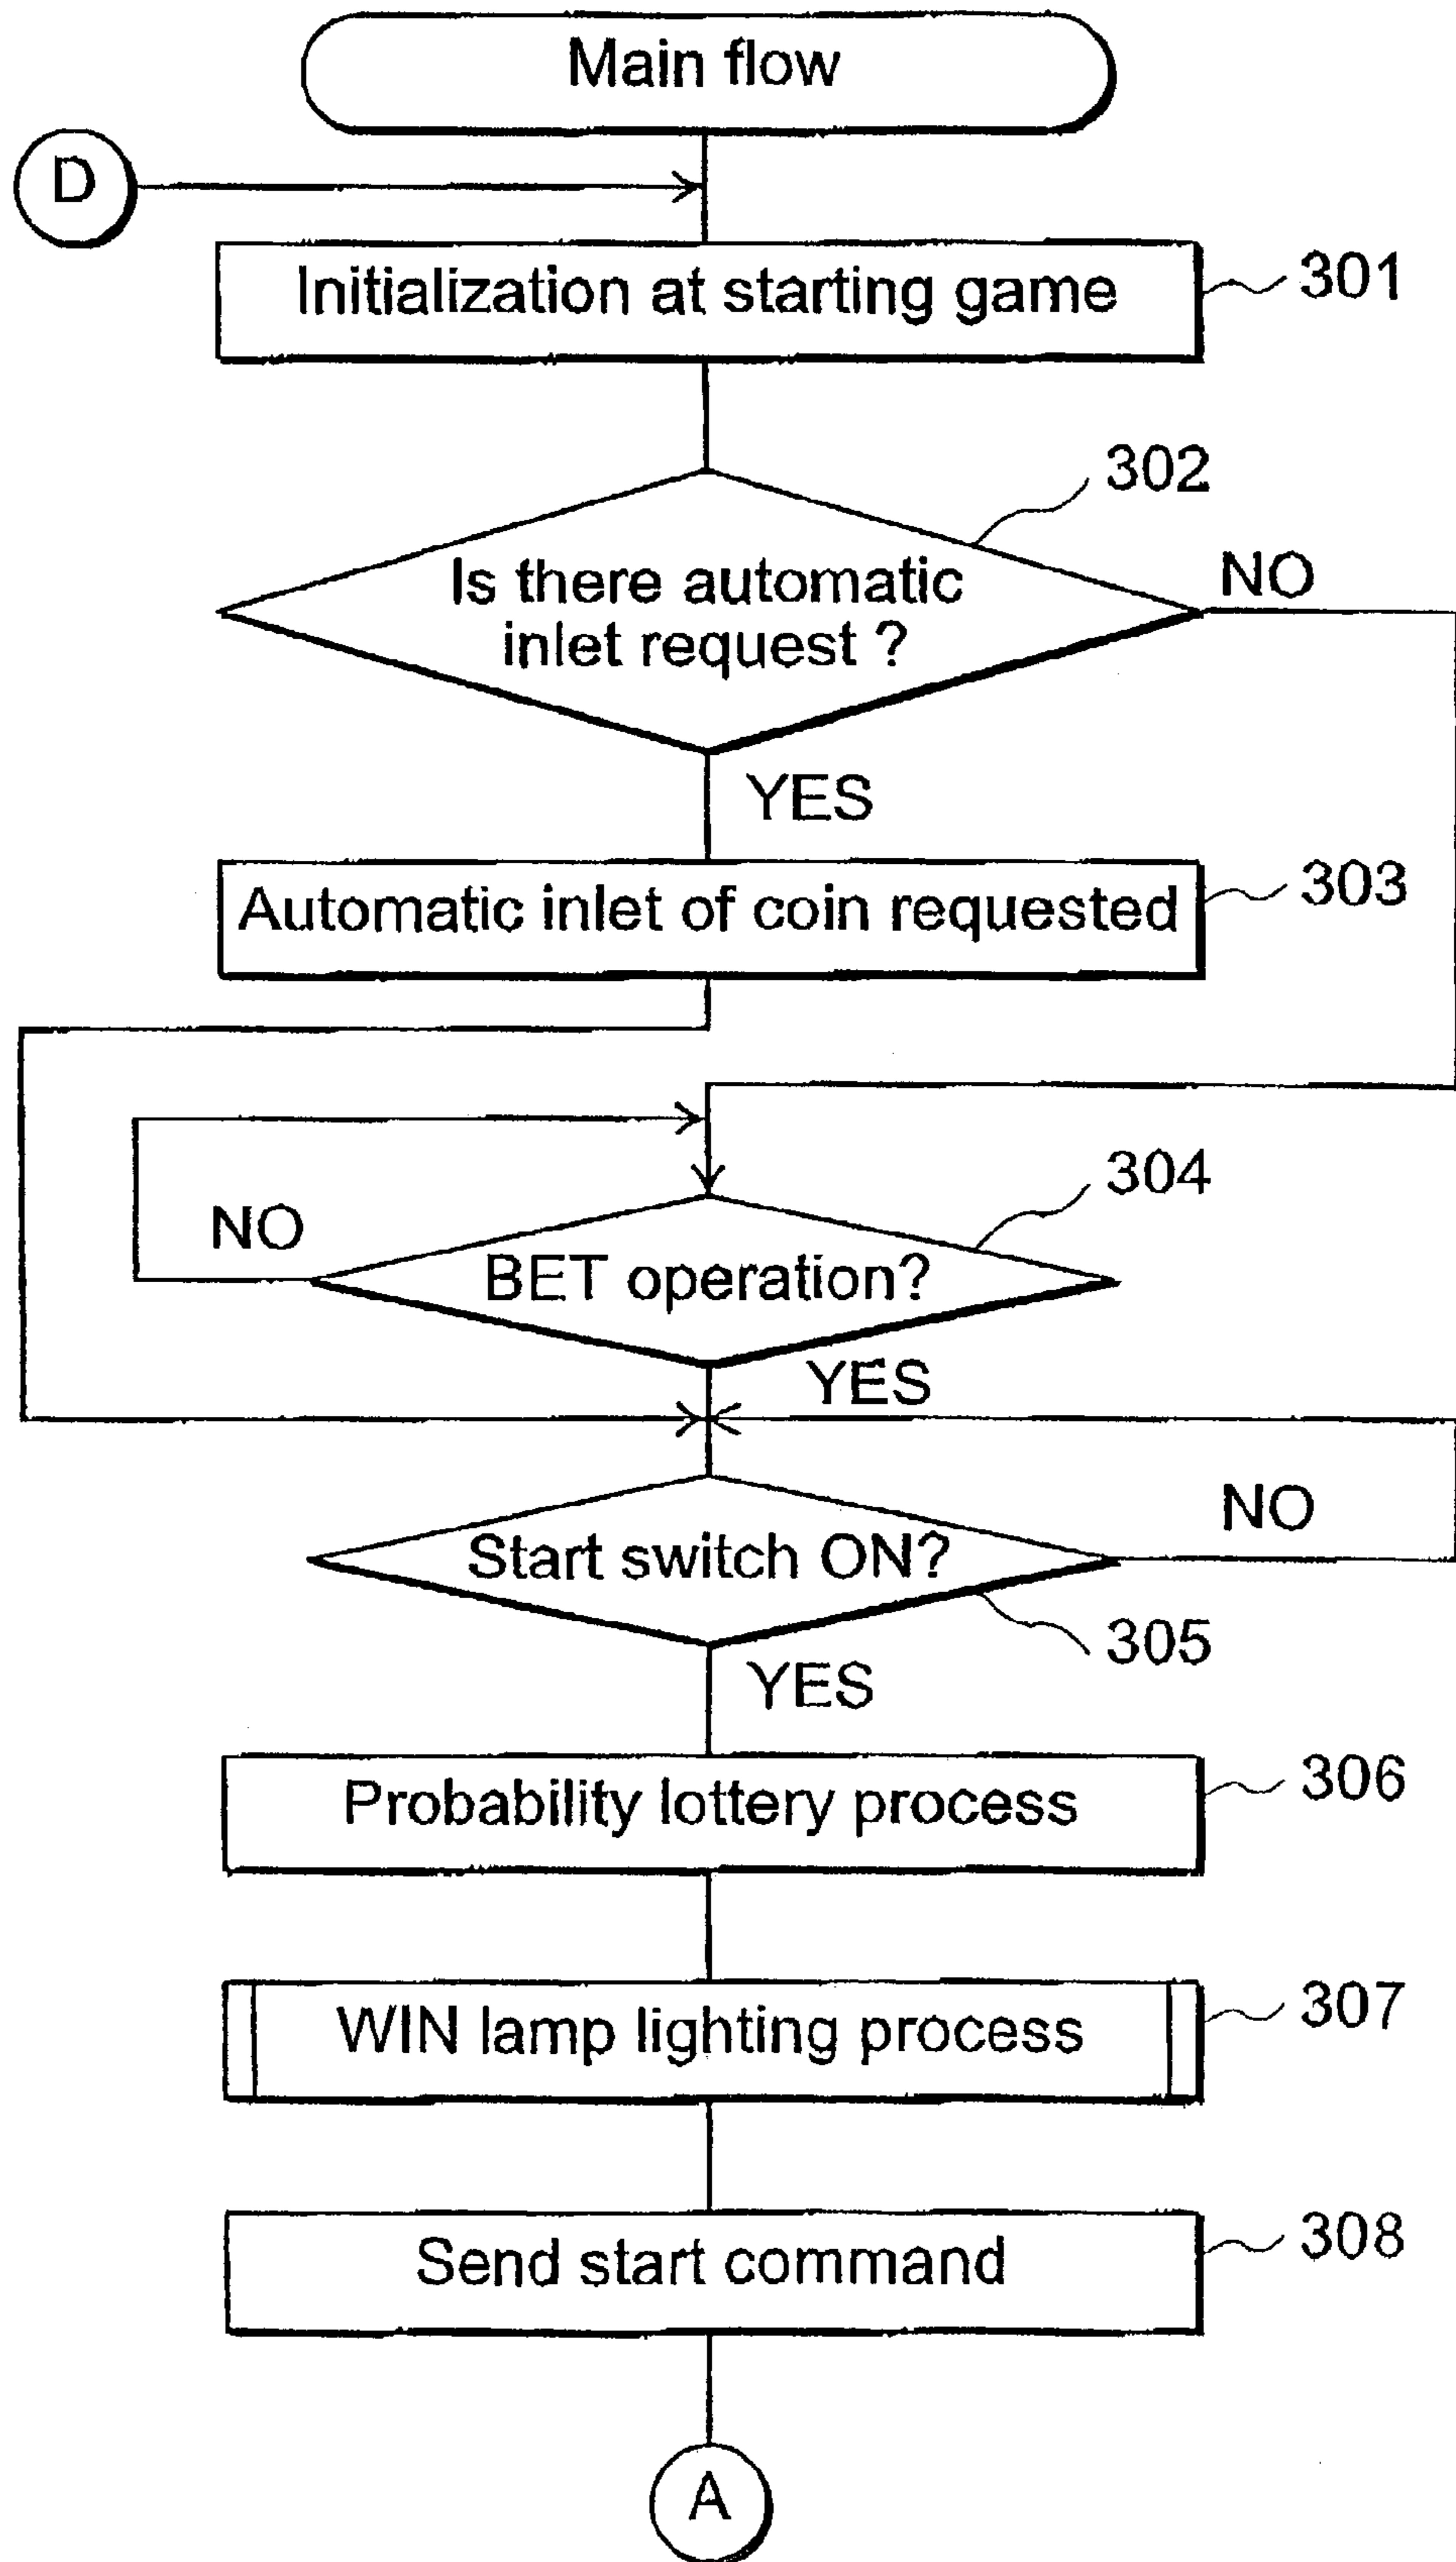 Main flow
D
Initialization at starting game
301
302
Is there automatic
inlet request ?
NO
YES
Automatic inlet of coin requested
303
304
NO
BET operation?
YES
Start switch ON?
NO
305
YES
Probability lottery process
306
WIN lamp lighting process
307
Send start command
308
A